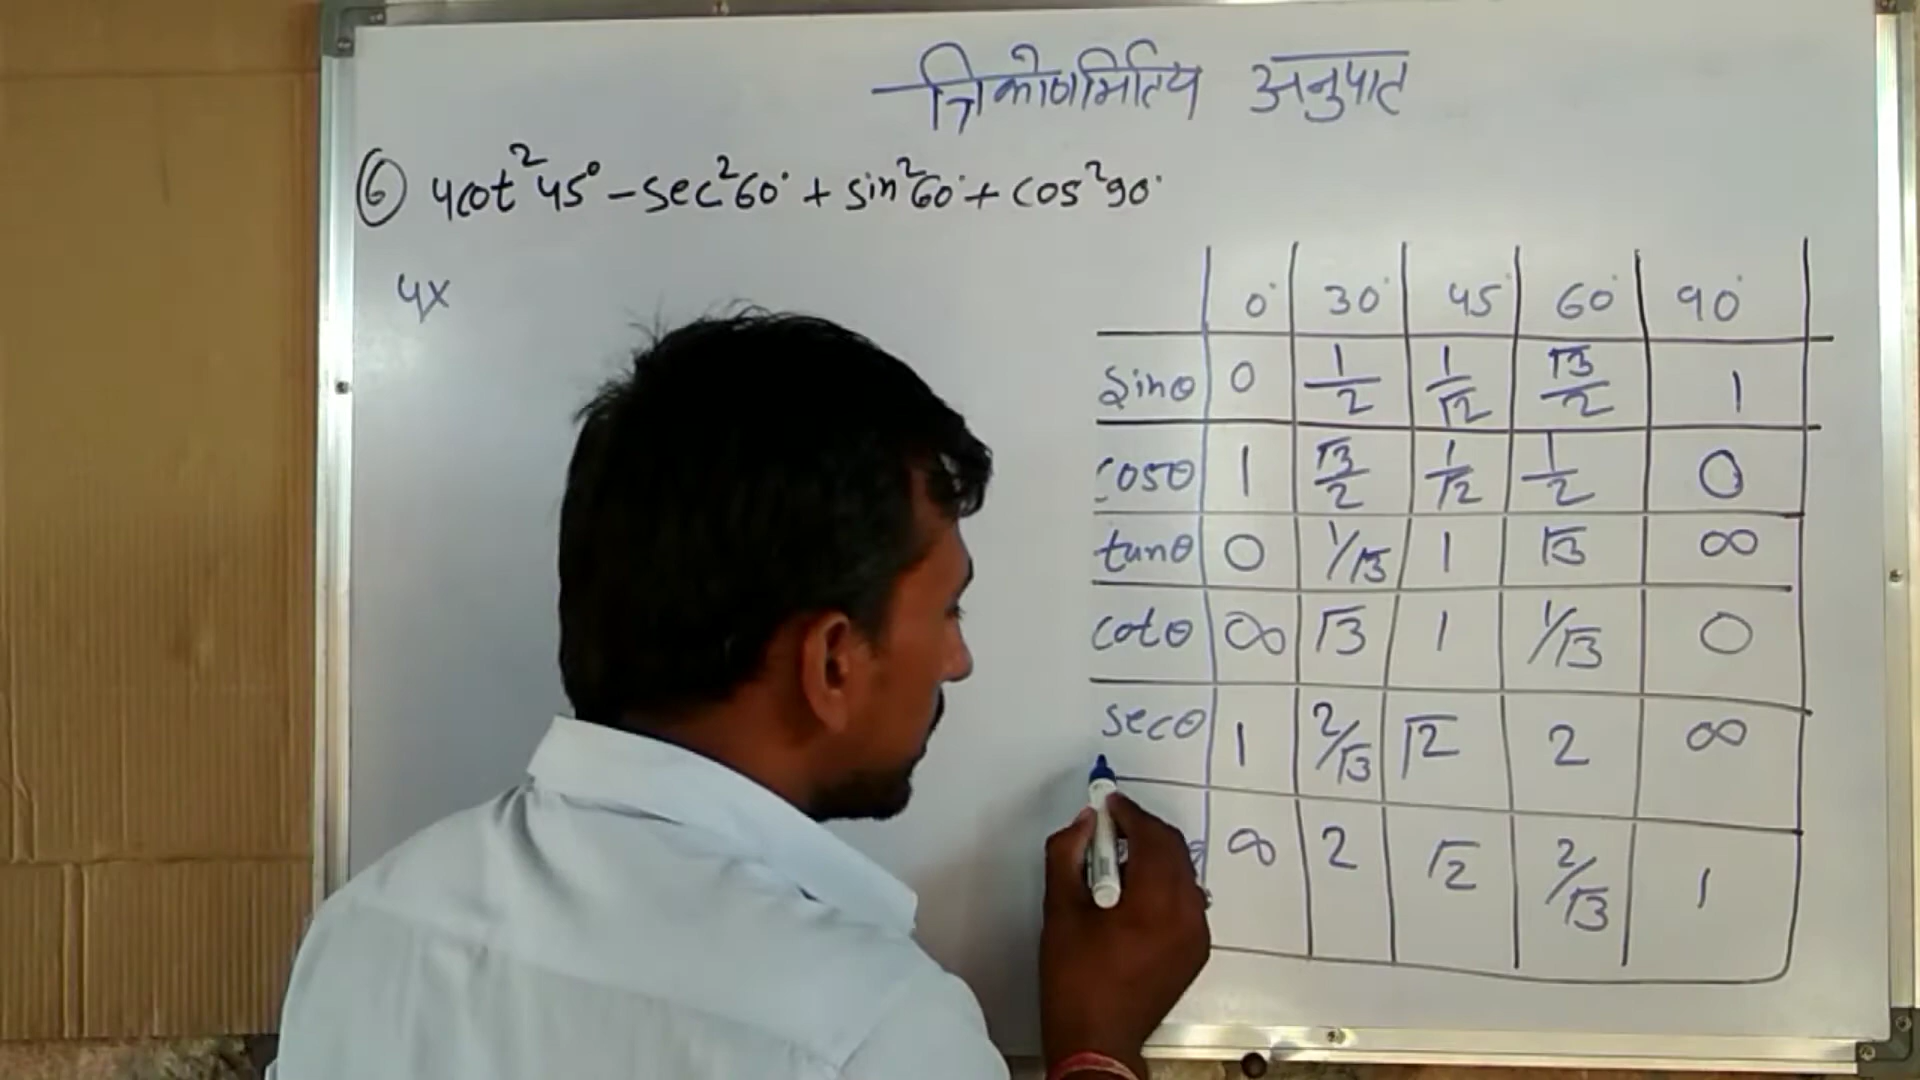 त्रिकोणमितिय अनुपात
⑥ 4cot²45° - sec²60° + sin²60° + cos²90°
4×
0° 30° 45° 60° 90°
sinθ 0 1/2 1/√2 √3/2 1
cosθ 1 √3/2 1/√2 1/2 0
tanθ 0 1/√3 1 √3 ∞
cotθ ∞ √3 1 1/√3 0
secθ 1 2/√3 √2 2 ∞
∞ 2 √2 2/√3 1